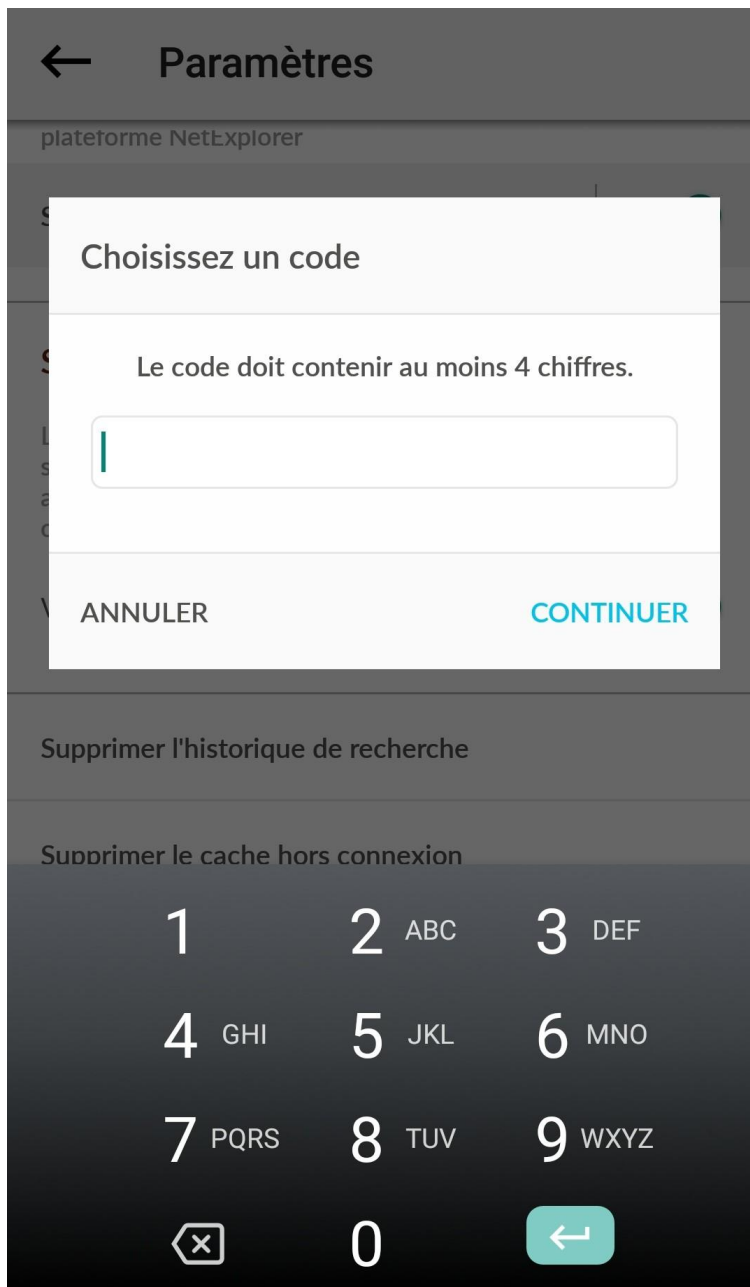 Paramètres
plateforme NetExplorer
Choisissez un code
Le code doit contenir au moins 4 chiffres.
ANNULER CONTINUER
Supprimer l'historique de recherche
Supprimer le cache hors connexion
1 2 ABC 3 DEF
4 GHI 5 JKL 6 MNO
7 PQRS 8 TUV 9 WXYZ
0